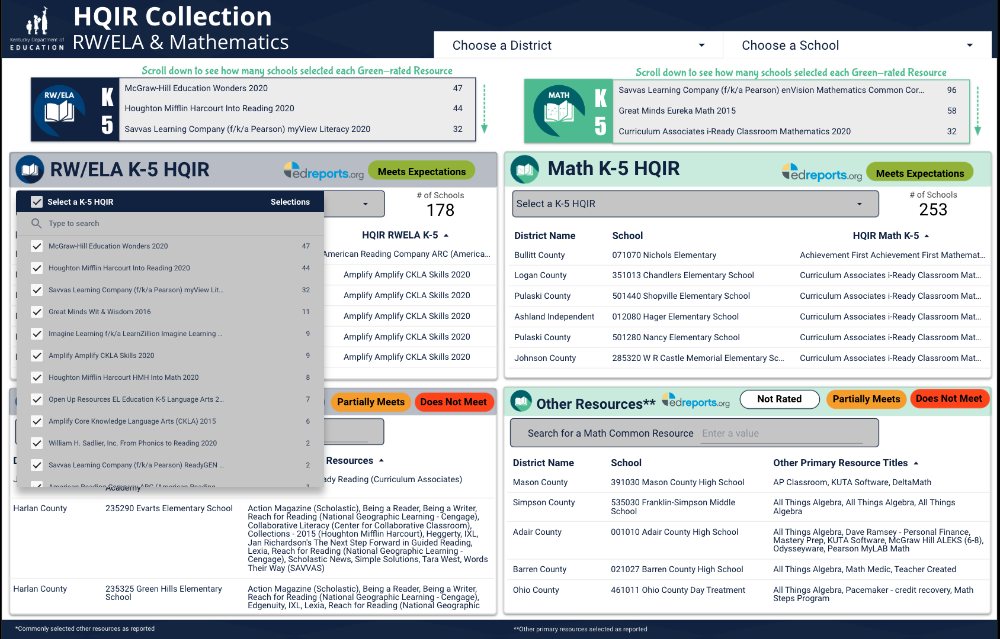 HQIR Collection
RW/ELA & Mathematics
Kentucky Department of
EDUCATION
Choose a District
Choose a School
Scroll down to see how many schools selected each Green-rated Resource
RW/ELA
K
5
McGraw-Hill Education Wonders 2020 47
Houghton Mifflin Harcourt Into Reading 2020 44
Savvas Learning Company (f/k/a Pearson) myView Literacy 2020 32
Scroll down to see how many schools selected each Green-rated Resource
MATH
K
5
Savvas Learning Company (f/k/a Pearson) enVision Mathematics Common Cor... 96
Great Minds Eureka Math 2015 58
Curriculum Associates i-Ready Classroom Mathematics 2020 32
RW/ELA K-5 HQIR
edreports.org
Meets Expectations
# of Schools
178
Select a K-5 HQIR Selections
Type to search
McGraw-Hill Education Wonders 2020 47
Houghton Mifflin Harcourt Into Reading 2020 44
Savvas Learning Company (f/k/a Pearson) myView Lit... 32
Great Minds Wit & Wisdom 2016 11
Imagine Learning f/k/a LearnZillion Imagine Learning ... 9
Amplify Amplify CKLA Skills 2020 9
Houghton Mifflin Harcourt HMH Into Math 2020 8
Open Up Resources EL Education K-5 Language Arts 2... 7
Amplify Core Knowledge Language Arts (CKLA) 2015 6
William H. Sadlier, Inc. From Phonics to Reading 2020 2
Savvas Learning Company (f/k/a Pearson) ReadyGEN ... 2
American Reading Company ARC (American Reading 1
HQIR RWELA K-5
American Reading Company ARC (America...
Amplify Amplify CKLA Skills 2020
Amplify Amplify CKLA Skills 2020
Amplify Amplify CKLA Skills 2020
Amplify Amplify CKLA Skills 2020
Amplify Amplify CKLA Skills 2020
Math K-5 HQIR
edreports.org
Meets Expectations
Select a K-5 HQIR
# of Schools
253
District Name School HQIR Math K-5
Bullitt County 071070 Nichols Elementary Achievement First Achievement First Mathemat...
Logan County 351013 Chandlers Elementary School Curriculum Associates i-Ready Classroom Mat...
Pulaski County 501440 Shopville Elementary School Curriculum Associates i-Ready Classroom Mat...
Ashland Independent 012080 Hager Elementary School Curriculum Associates i-Ready Classroom Mat...
Pulaski County 501280 Nancy Elementary School Curriculum Associates i-Ready Classroom Mat...
Johnson County 285320 W R Castle Memorial Elementary Sc... Curriculum Associates i-Ready Classroom Mat...
Partially Meets
Does Not Meet
Resources
ady Reading (Curriculum Associates)
Academy
Harlan County 235290 Evarts Elementary School Action Magazine (Scholastic), Being a Reader, Being a Writer,
Reach for Reading (National Geographic Learning - Cengage),
Collaborative Literacy (Center for Collaborative Classroom),
Collections - 2015 (Houghton Mifflin Harcourt), Heggerty, IXL,
Jan Richardson's The Next Step Forward in Guided Reading,
Lexia, Reach for Reading (National Geographic Learning -
Cengage), Scholastic News, Simple Solutions, Tara West, Words
Their Way (SAVVAS)
Harlan County 235325 Green Hills Elementary Action Magazine (Scholastic), Being a Reader, Being a Writer,
School Reach for Reading (National Geographic Learning - Cengage),
Edgenuity, IXL, Lexia, Reach for Reading (National Geographic
Other Resources**
edreports.org
Not Rated
Partially Meets
Does Not Meet
Search for a Math Common Resource Enter a value
District Name School Other Primary Resource Titles
Mason County 391030 Mason County High School AP Classroom, KUTA Software, DeltaMath
Simpson County 535030 Franklin-Simpson Middle All Things Algebra, All Things Algebra, All Things
School Algebra
Adair County 001010 Adair County High School All Things Algebra, Dave Ramsey - Personal Finance,
Mastery Prep, KUTA Software, McGraw Hill ALEKS (6-8),
Odysseyware, Pearson MyLAB Math
Barren County 021027 Barren County High School All Things Algebra, Math Medic, Teacher Created
Ohio County 461011 Ohio County Day Treatment All Things Algebra, Pacemaker - credit recovery, Math
Steps Program
*Commonly selected other resources as reported
**Other primary resources selected as reported